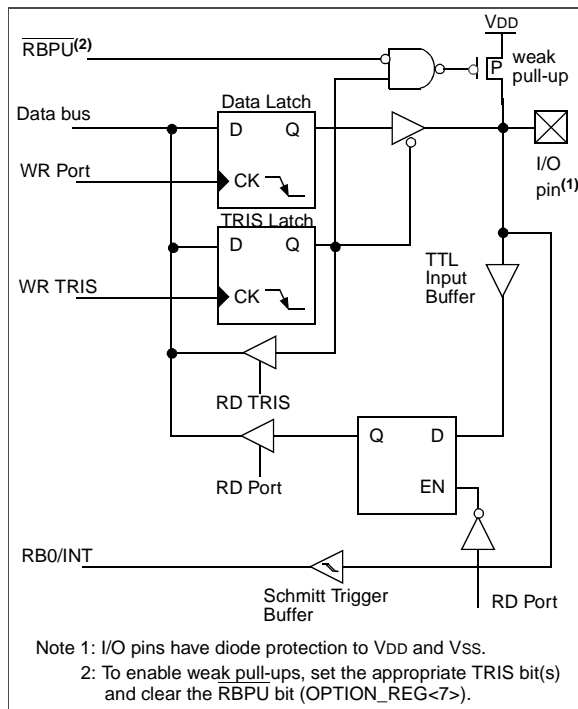 VDD
RBPU(2)
weak
pull-up
P
Data Latch
Data bus
D Q
I/O
pin(1)
WR Port
CK
TRIS Latch
D Q
TTL
Input
Buffer
WR TRIS
CK
RD TRIS
Q D
RD Port
EN
RB0/INT
Schmitt Trigger
Buffer
RD Port
Note 1: I/O pins have diode protection to VDD and VSS.
2: To enable weak pull-ups, set the appropriate TRIS bit(s)
and clear the RBPU bit (OPTION_REG<7>).